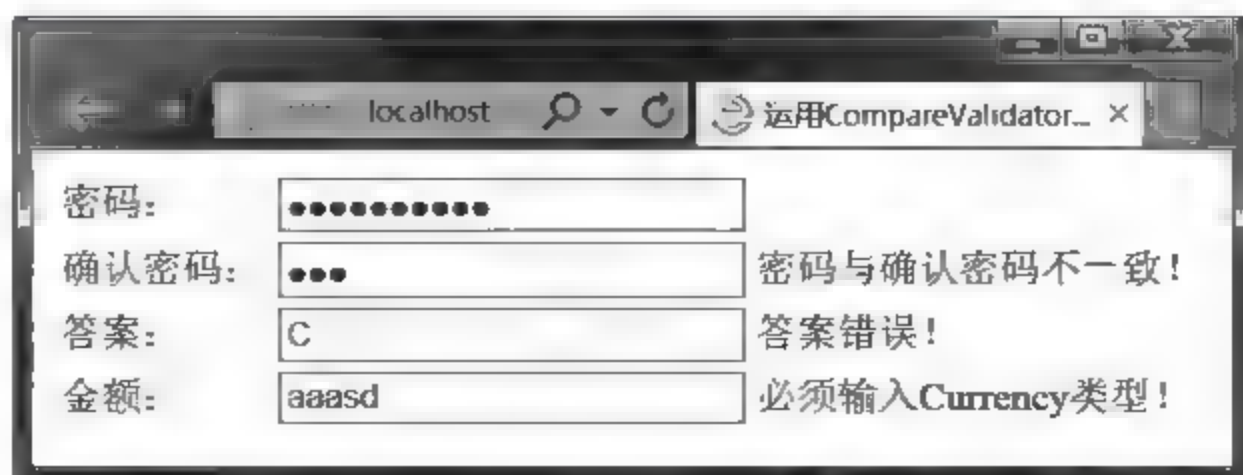 localhost
运用CompareValidator...
密码:
确认密码: 密码与确认密码不一致!
答案: C 答案错误!
金额: aaasd 必须输入Currency类型!